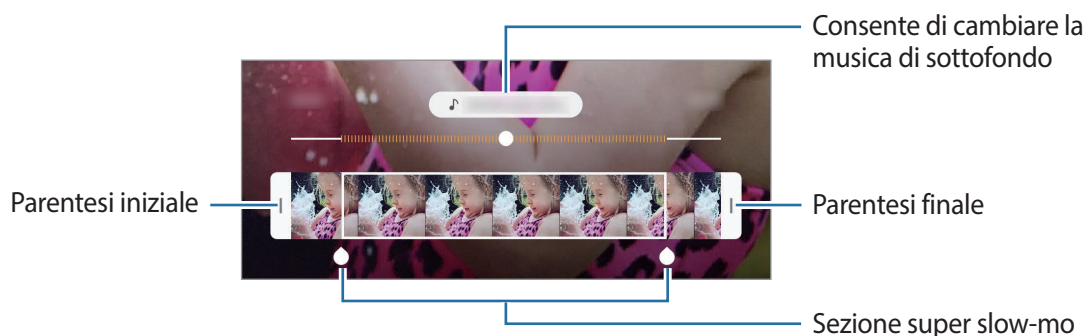 Consente di cambiare la
musica di sottofondo
Parentesi iniziale
Parentesi finale
Sezione super slow-mo